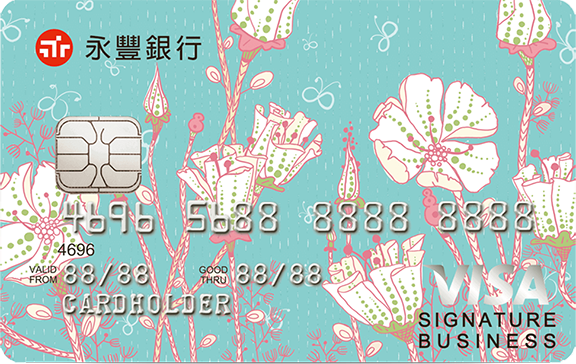 永豐銀行
4696 5688 8888 8888
4696
VALID FROM 88/88 GOOD THRU 88/88
CARDHOLDER
VISA
SIGNATURE
BUSINESS